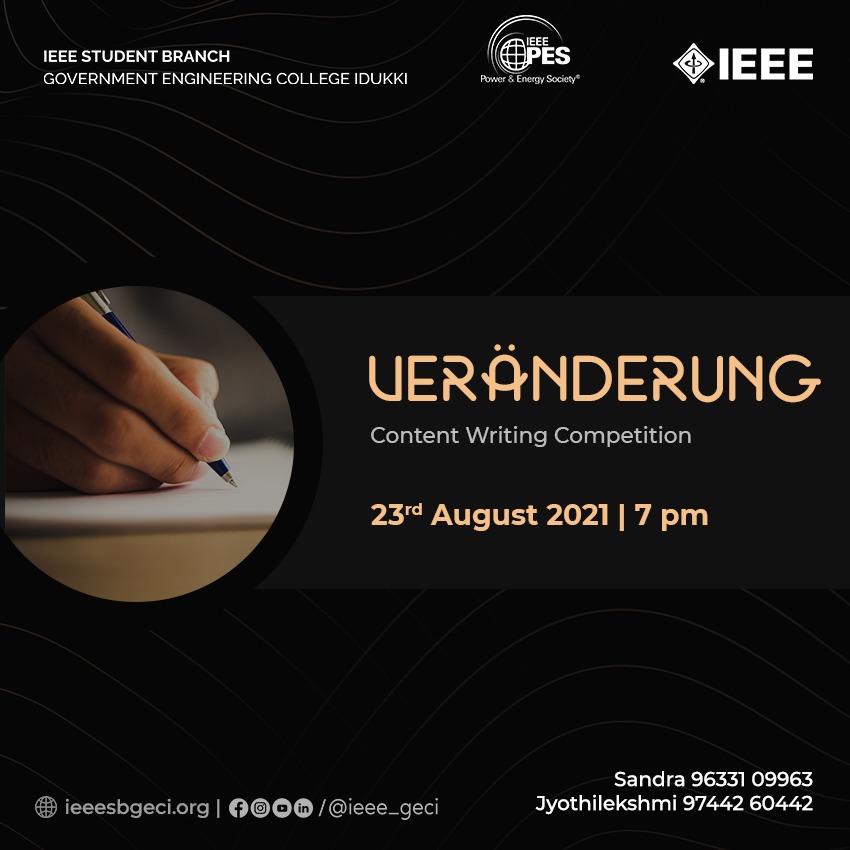 IEEE STUDENT BRANCH
GOVERNMENT ENGINEERING COLLEGE IDUKKI
IEEE
PES
Power & Energy Society®
IEEE
VERÄNDERUNG
Content Writing Competition
23rd August 2021 | 7 pm
Sandra 96331 09963
Jyothilekshmi 97442 60442
ieeesbgeci.org | /@ieee_geci